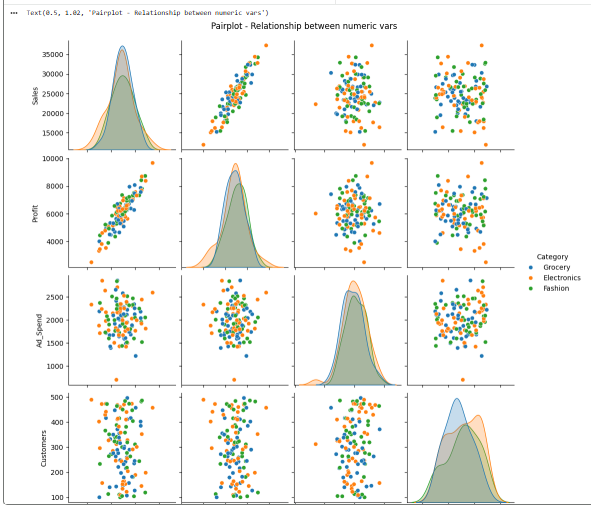 ••• Text(0.5, 1.02, 'Pairplot - Relationship between numeric vars')
Pairplot - Relationship between numeric vars
35000
30000
25000
20000
15000
Sales
10000
8000
6000
4000
Profit
Category
Grocery
Electronics
Fashion
2500
2000
1500
1000
Ad_Spend
500
400
300
200
100
Customers